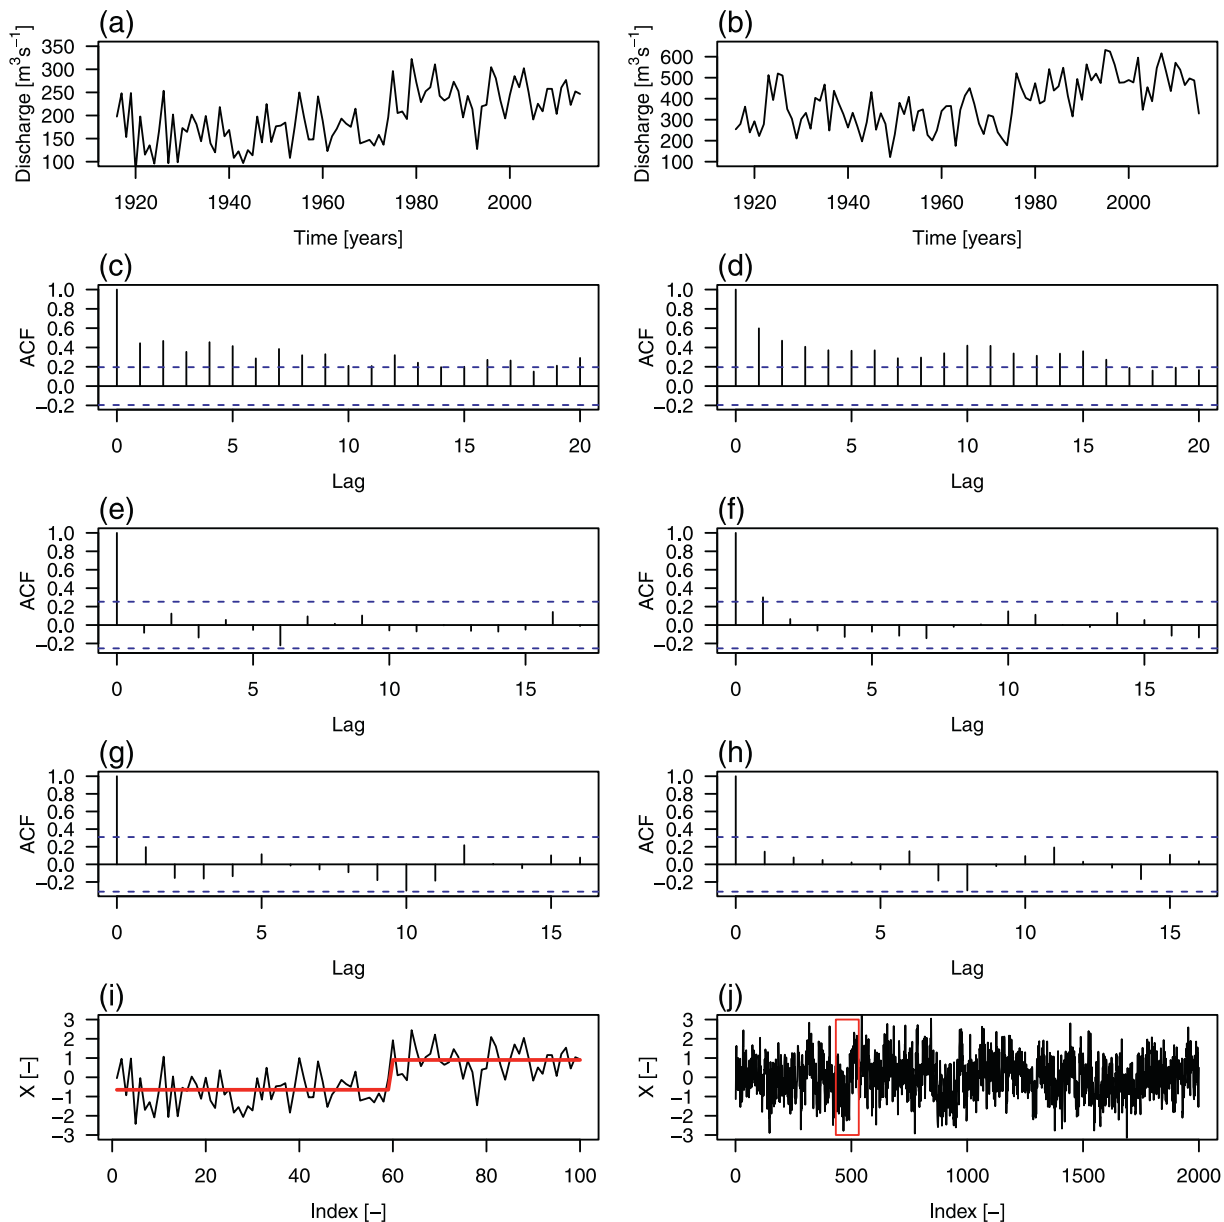 (a)
Discharge [m³s⁻¹]
350
300
250
200
150
100
1920 1940 1960 1980 2000
Time [years]
(b)
Discharge [m³s⁻¹]
600
500
400
300
200
100
1920 1940 1960 1980 2000
Time [years]
(c)
ACF
1.0
0.8
0.6
0.4
0.2
0.0
−0.2
0 5 10 15 20
Lag
(d)
ACF
1.0
0.8
0.6
0.4
0.2
0.0
−0.2
0 5 10 15 20
Lag
(e)
ACF
1.0
0.8
0.6
0.4
0.2
0.0
−0.2
0 5 10 15
Lag
(f)
ACF
1.0
0.8
0.6
0.4
0.2
0.0
−0.2
0 5 10 15
Lag
(g)
ACF
1.0
0.8
0.6
0.4
0.2
0.0
−0.2
0 5 10 15
Lag
(h)
ACF
1.0
0.8
0.6
0.4
0.2
0.0
−0.2
0 5 10 15
Lag
(i)
X [−]
3
2
1
0
−1
−2
−3
0 20 40 60 80 100
Index [−]
(j)
X [−]
3
2
1
0
−1
−2
−3
0 500 1000 1500 2000
Index [−]